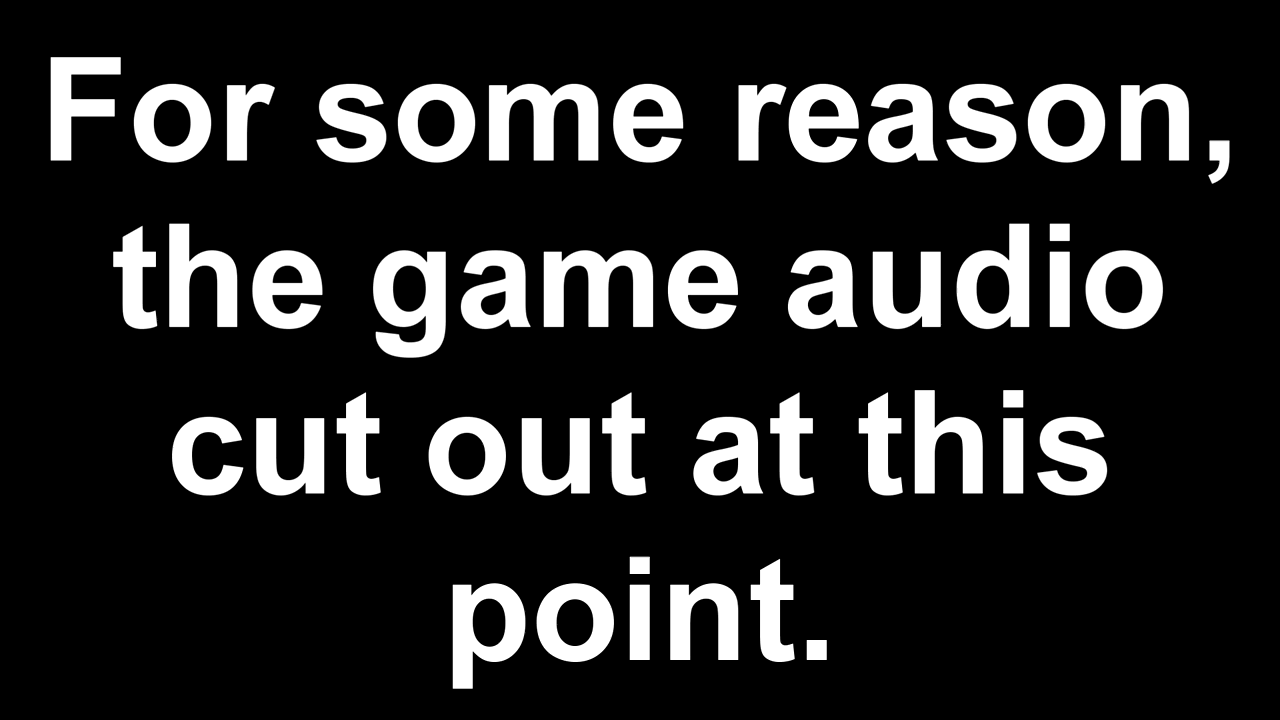 For some reason,
the game audio
cut out at this
point.